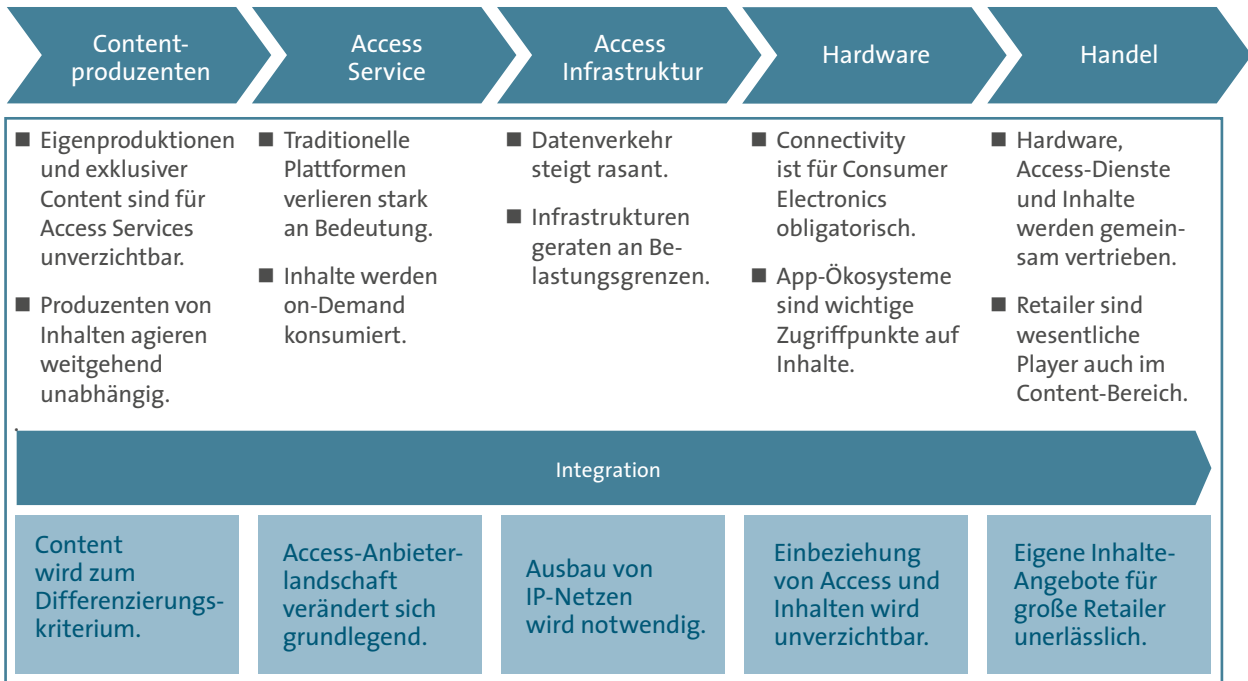 Content-
produzenten
Access
Service
Access
Infrastruktur
Hardware
Handel
■ Eigenproduktionen
und exklusiver
Content sind für
Access Services
unverzichtbar.
■ Produzenten von
Inhalten agieren
weitgehend
unabhängig.
■ Traditionelle
Plattformen
verlieren stark
an Bedeutung.
■ Inhalte werden
on-Demand
konsumiert.
■ Datenverkehr
steigt rasant.
■ Infrastrukturen
geraten an Be-
lastungsgrenzen.
■ Connectivity
ist für Consumer
Electronics
obligatorisch.
■ App-Ökosysteme
sind wichtige
Zugriffpunkte auf
Inhalte.
■ Hardware,
Access-Dienste
und Inhalte
werden gemein-
sam vertrieben.
■ Retailer sind
wesentliche
Player auch im
Content-Bereich.
Integration
Content
wird zum
Differenzierungs-
kriterium.
Access-Anbieter-
landschaft
verändert sich
grundlegend.
Ausbau von
IP-Netzen
wird notwendig.
Einbeziehung
von Access und
Inhalten wird
unverzichtbar.
Eigene Inhalte-
Angebote für
große Retailer
unerlässlich.